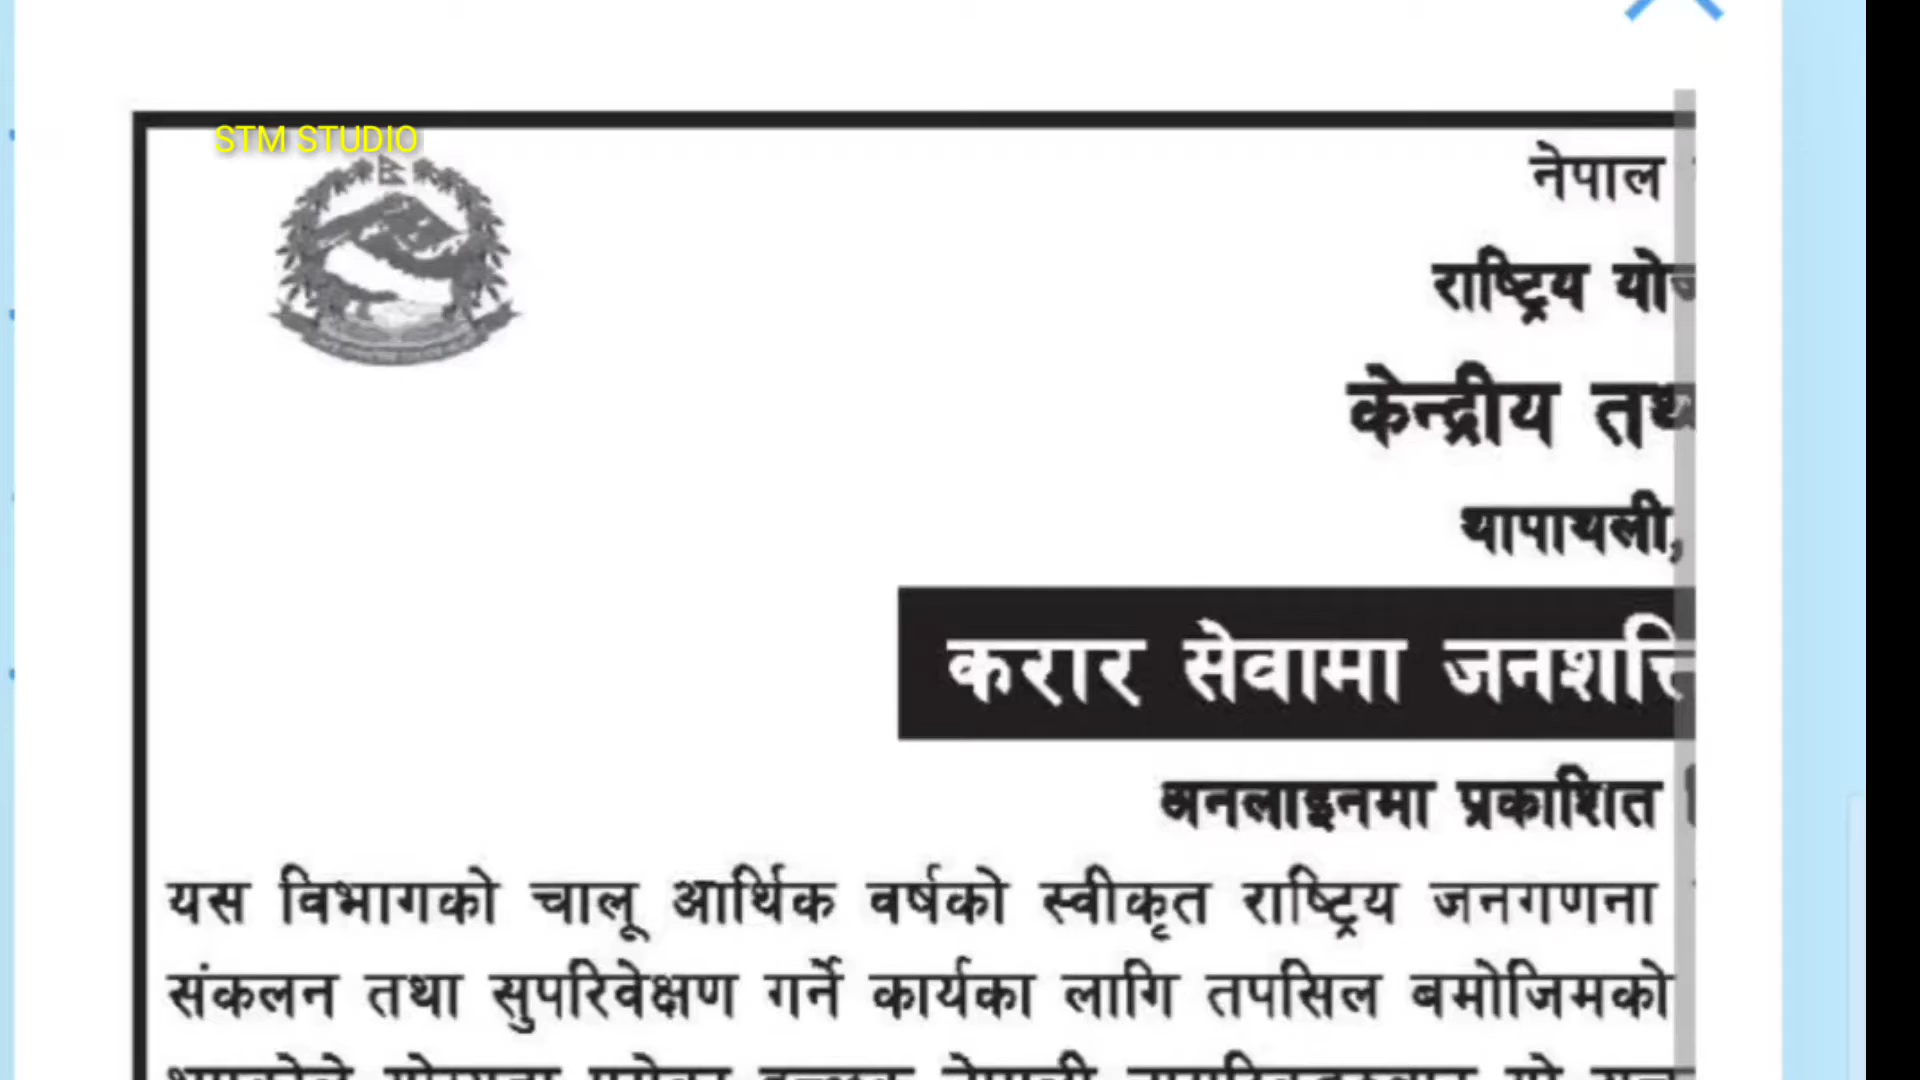 STM STUDIO
नेपाल
राष्ट्रिय
केन्द्रीय
थापाथली,
करार सेवामा
अनलाइनमा प्रकाशित
यस विभागको चालू आर्थिक वर्षको स्वीकृत राष्ट्रिय जनगणना
संकलन तथा सुपरिवेक्षण गर्ने कार्यका लागि तपसिल बमोजिमको